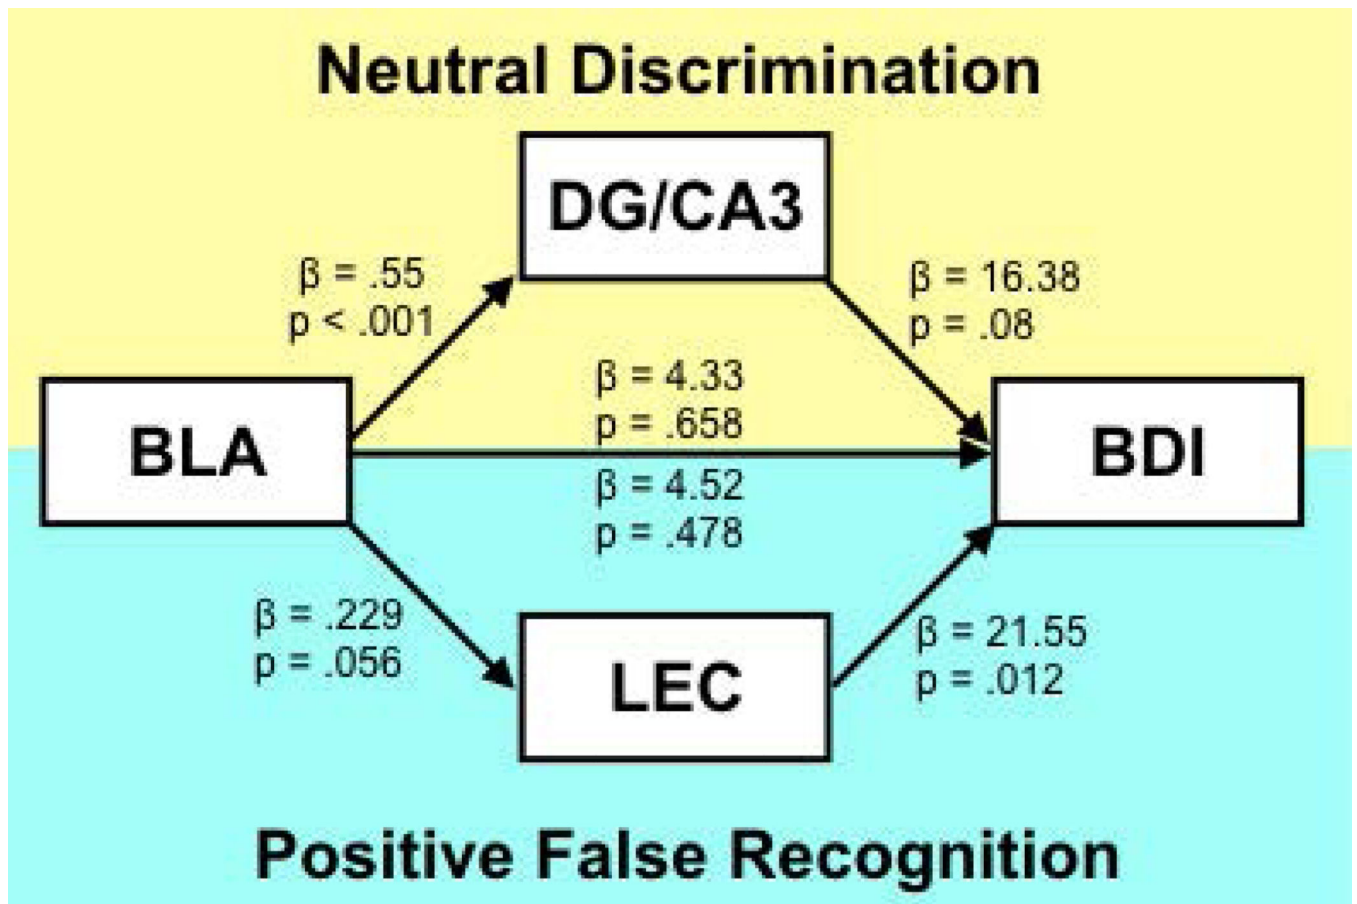 Neutral Discrimination
DG/CA3
β = .55
p < .001
β = 16.38
p = .08
β = 4.33
p = .658
BLA
BDI
β = 4.52
p = .478
β = .229
p = .056
LEC
β = 21.55
p = .012
Positive False Recognition